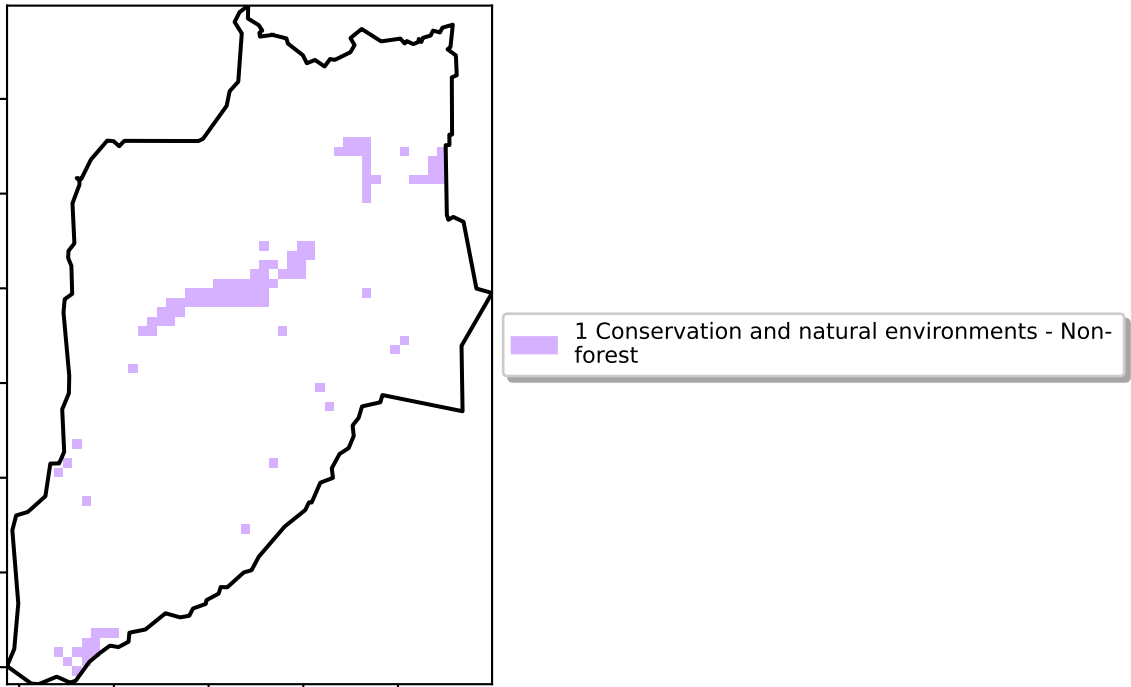 1 Conservation and natural environments - Non-
forest